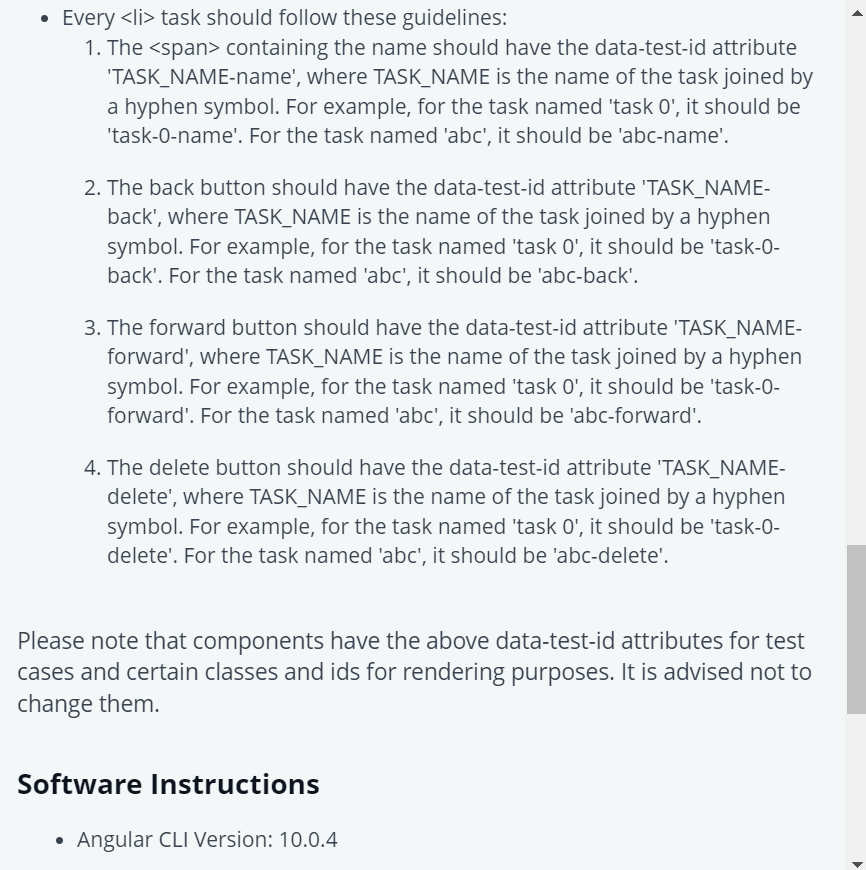 • Every <li> task should follow these guidelines:
1. The <span> containing the name should have the data-test-id attribute
'TASK_NAME-name', where TASK_NAME is the name of the task joined by
a hyphen symbol. For example, for the task named 'task 0', it should be
'task-0-name'. For the task named 'abc', it should be 'abc-name'.
2. The back button should have the data-test-id attribute 'TASK_NAME-
back', where TASK_NAME is the name of the task joined by a hyphen
symbol. For example, for the task named 'task 0', it should be 'task-0-
back'. For the task named 'abc', it should be 'abc-back'.
3. The forward button should have the data-test-id attribute 'TASK_NAME-
forward', where TASK_NAME is the name of the task joined by a hyphen
symbol. For example, for the task named 'task 0', it should be 'task-0-
forward'. For the task named 'abc', it should be 'abc-forward'.
4. The delete button should have the data-test-id attribute 'TASK_NAME-
delete', where TASK_NAME is the name of the task joined by a hyphen
symbol. For example, for the task named 'task 0', it should be 'task-0-
delete'. For the task named 'abc', it should be 'abc-delete'.
Please note that components have the above data-test-id attributes for test
cases and certain classes and ids for rendering purposes. It is advised not to
change them.
Software Instructions
• Angular CLI Version: 10.0.4